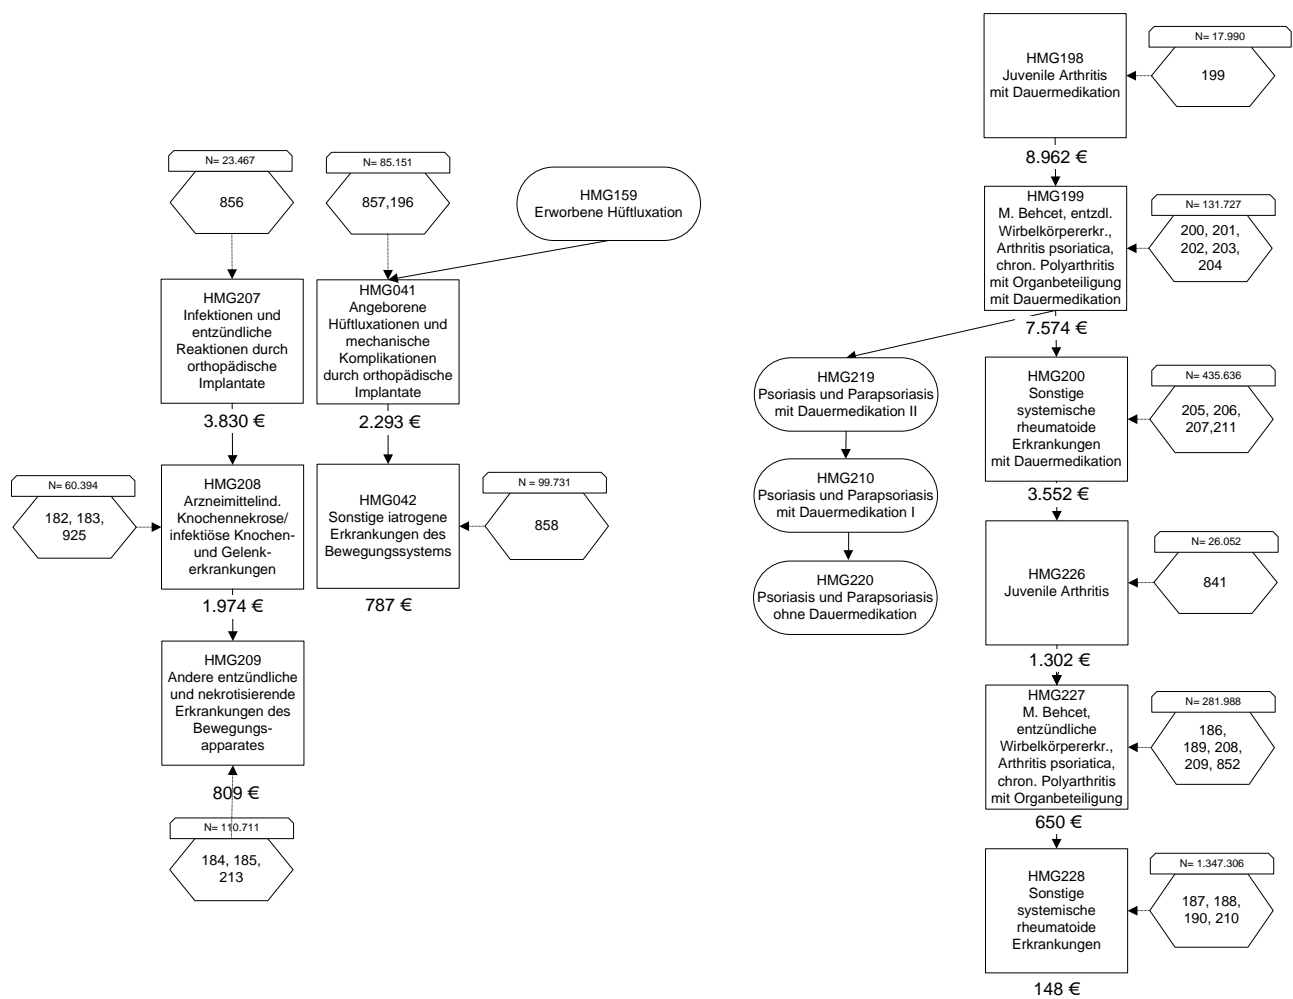 N= 23.467
856
HMG207
Infektionen und
entzündliche
Reaktionen durch
orthopädische
Implantate
3.830 €
N= 60.394
182, 183,
925
HMG208
Arzneimittelind.
Knochennekrose/
infektiöse Knochen-
und Gelenk-
erkrankungen
1.974 €
HMG209
Andere entzündliche
und nekrotisierende
Erkrankungen des
Bewegungs-
apparates
809 €
N= 110.711
184, 185,
213
N= 85.151
857,196
HMG159
Erworbene Hüftluxation
HMG041
Angeborene
Hüftluxationen und
mechanische
Komplikationen
durch orthopädische
Implantate
2.293 €
HMG042
Sonstige iatrogene
Erkrankungen des
Bewegungssystems
787 €
N = 99.731
858
HMG198
Juvenile Arthritis
mit Dauermedikation
8.962 €
N= 17.990
199
HMG199
M. Behcet, entzdl.
Wirbelkörpererkr.,
Arthritis psoriatica,
chron. Polyarthritis
mit Organbeteiligung
mit Dauermedikation
7.574 €
N= 131.727
200, 201,
202, 203,
204
HMG219
Psoriasis und Parapsoriasis
mit Dauermedikation II
HMG210
Psoriasis und Parapsoriasis
mit Dauermedikation I
HMG220
Psoriasis und Parapsoriasis
ohne Dauermedikation
HMG200
Sonstige
systemische
rheumatoide
Erkrankungen
mit Dauermedikation
3.552 €
N= 435.636
205, 206,
207,211
HMG226
Juvenile Arthritis
1.302 €
N= 26.052
841
HMG227
M. Behcet,
entzündliche
Wirbelkörpererkr.,
Arthritis psoriatica,
chron. Polyarthritis
mit Organbeteiligung
650 €
N= 281.988
186,
189, 208,
209, 852
HMG228
Sonstige
systemische
rheumatoide
Erkrankungen
148 €
N= 1.347.306
187, 188,
190, 210